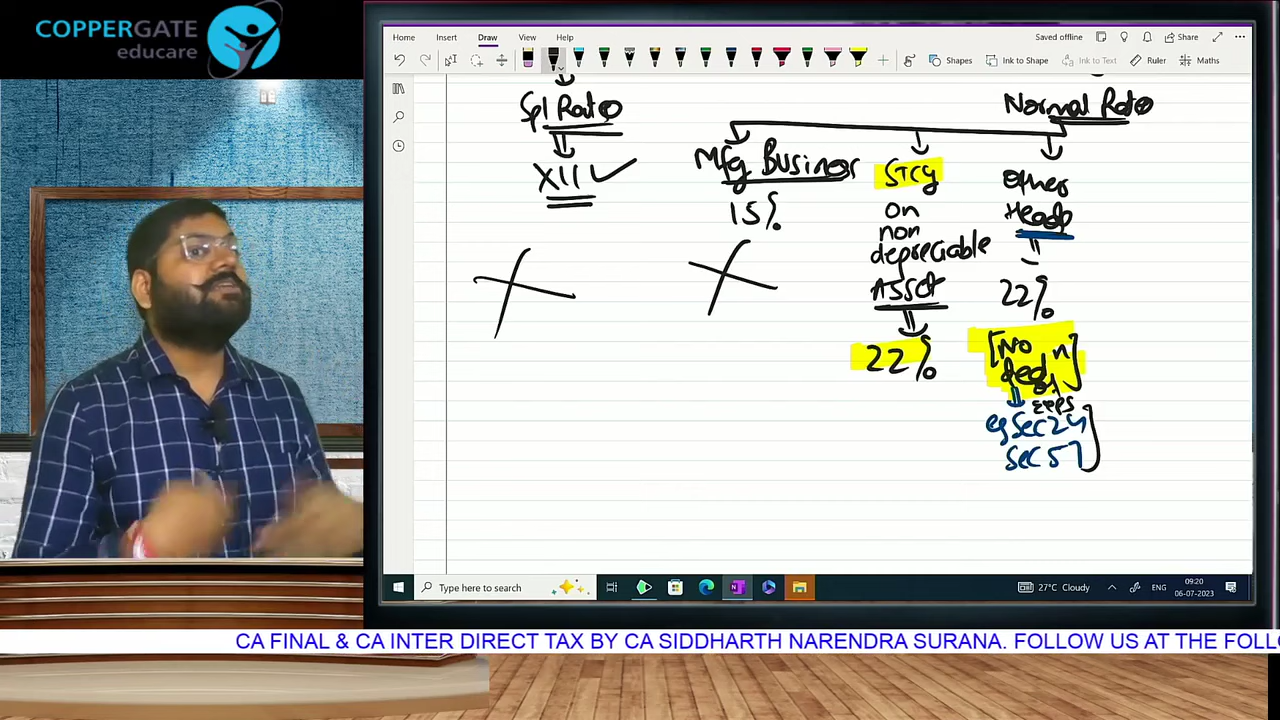 COPPERGATE
educare
Home Insert Draw View Help
Saved offline
Share
Shapes
Ink to Shape
Ink to Text
Ruler
Maths
Spl Rate
XII
Normal Rate
Mfg Business
15%
STCG
on
non
depreciable
Asset
22%
Other
Heads
22%
[No
dedn]
or
Exps
eg Sec 24
Sec 57
Type here to search
27°C Cloudy
ENG
09:20
06-07-2023
CA FINAL & CA INTER DIRECT TAX BY CA SIDDHARTH NARENDRA SURANA. FOLLOW US AT THE FOLL